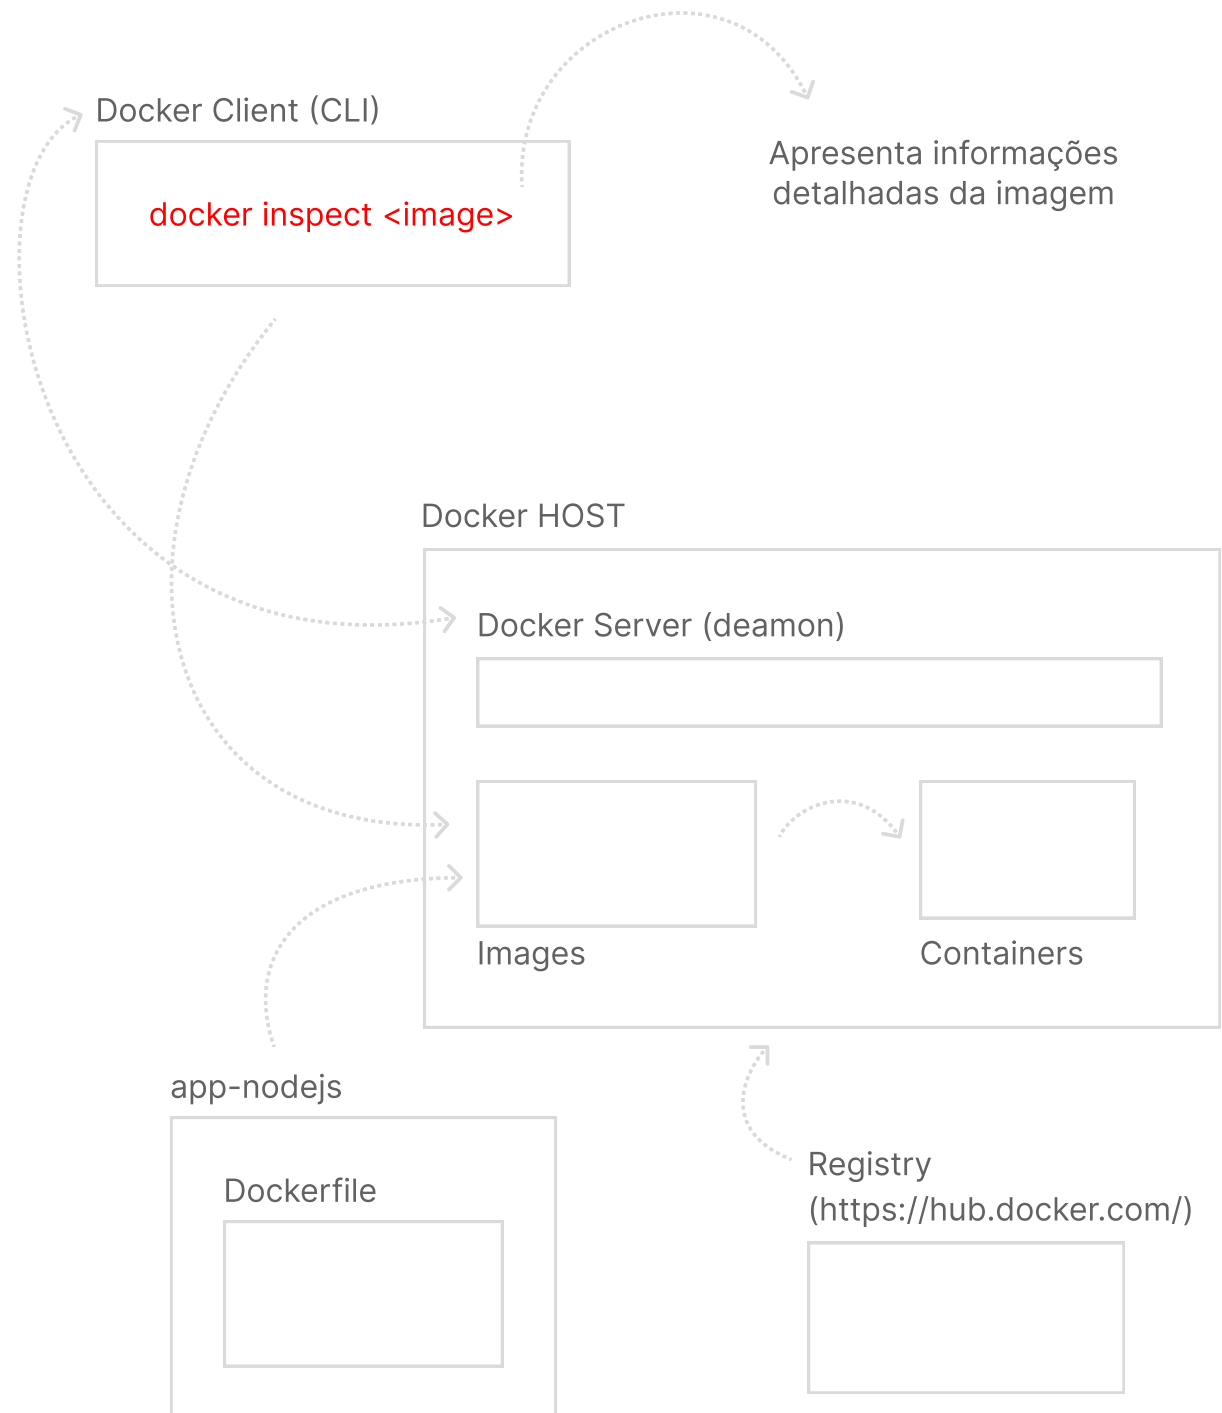 Docker Client (CLI)
docker inspect <image>
Apresenta informações
detalhadas da imagem
Docker HOST
Docker Server (deamon)
Images
Containers
app-nodejs
Dockerfile
Registry
(https://hub.docker.com/)